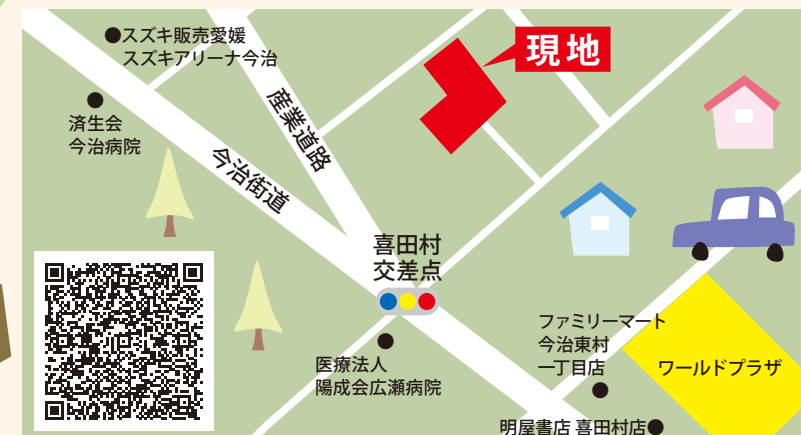 ●スズキ販売愛媛
スズキアリーナ今治
現地
済生会
今治病院
産業道路
今治街道
喜田村
交差点
ファミリーマート
今治東村
一丁目店
ワールドプラザ
医療法人
陽成会広瀬病院
明屋書店 喜田村店●